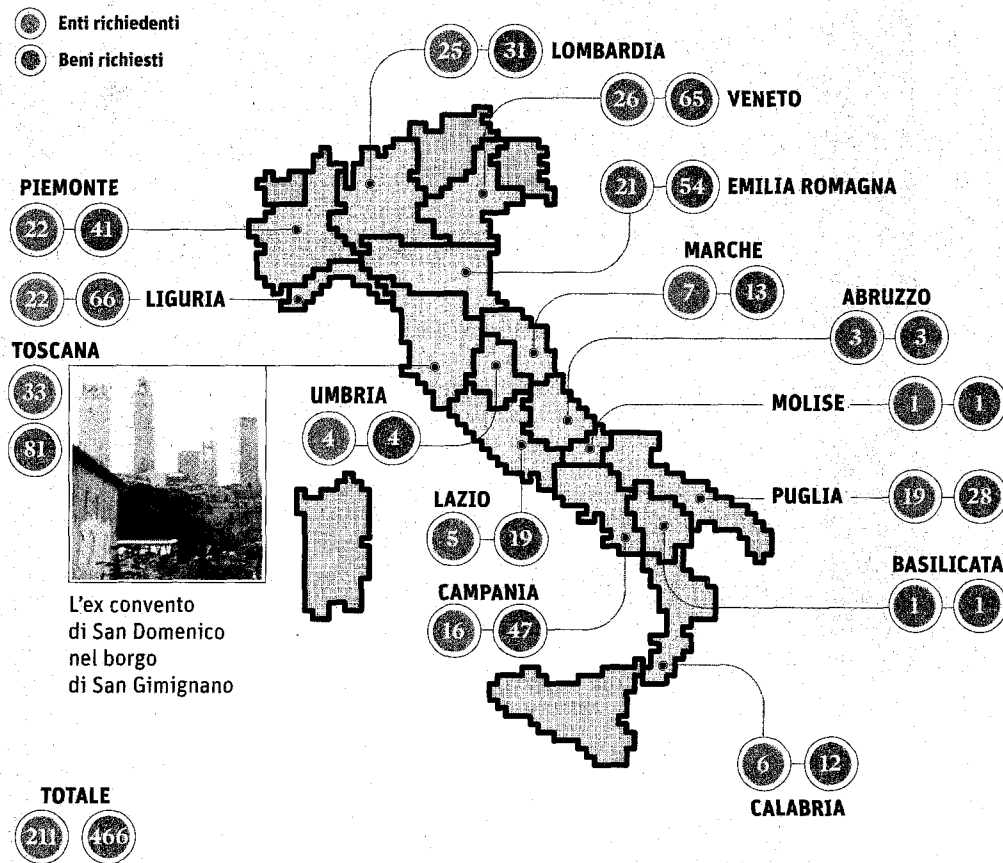 Enti richiedenti
Beni richiesti
25 31 LOMBARDIA
26 65 VENETO
21 54 EMILIA ROMAGNA
PIEMONTE
22 41
MARCHE
7 13
22 66 LIGURIA
ABRUZZO
3 3
TOSCANA
33
81
UMBRIA
4 4
MOLISE 1 1
PUGLIA 19 28
LAZIO
5 19
BASILICATA
1 1
CAMPANIA
16 47
L'ex convento
di San Domenico
nel borgo
di San Gimignano
6 12
CALABRIA
TOTALE
211 466